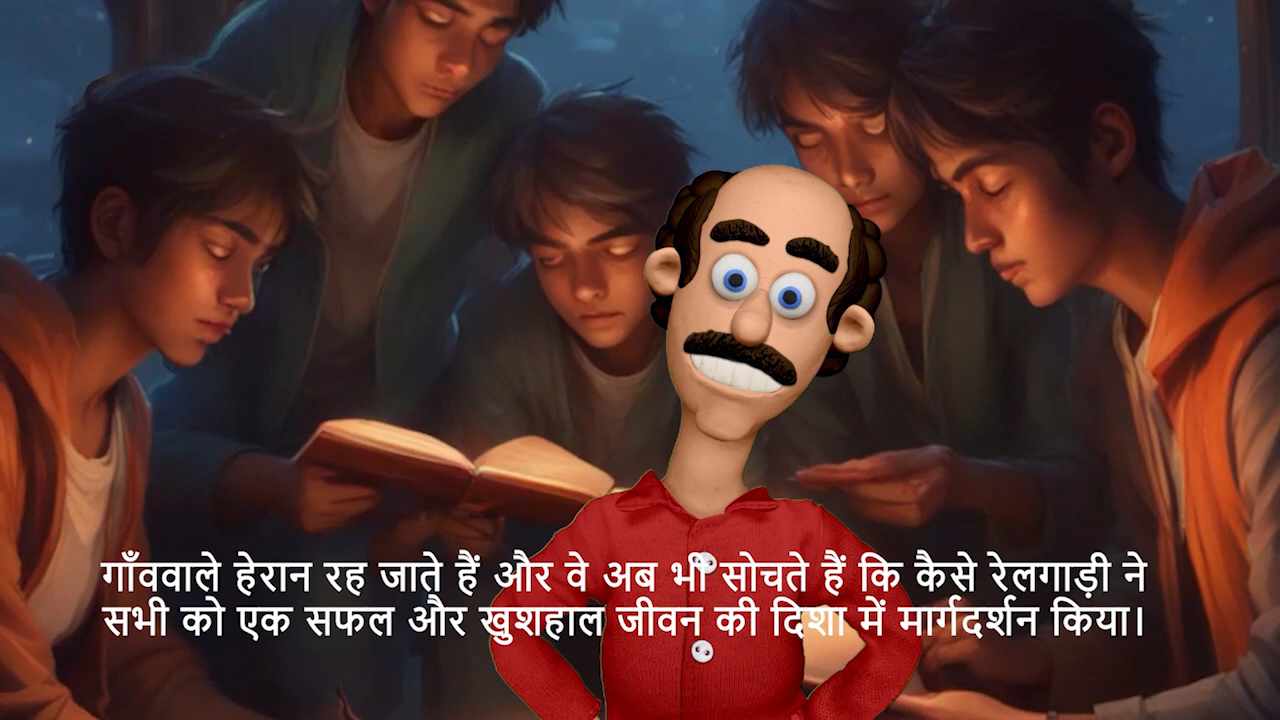 गाँववाले हेरान रह जाते हैं और वे अब भी सोचते हैं कि कैसे रेलगाड़ी ने
सभी को एक सफल और खुशहाल जीवन की दिशा में मार्गदर्शन किया।